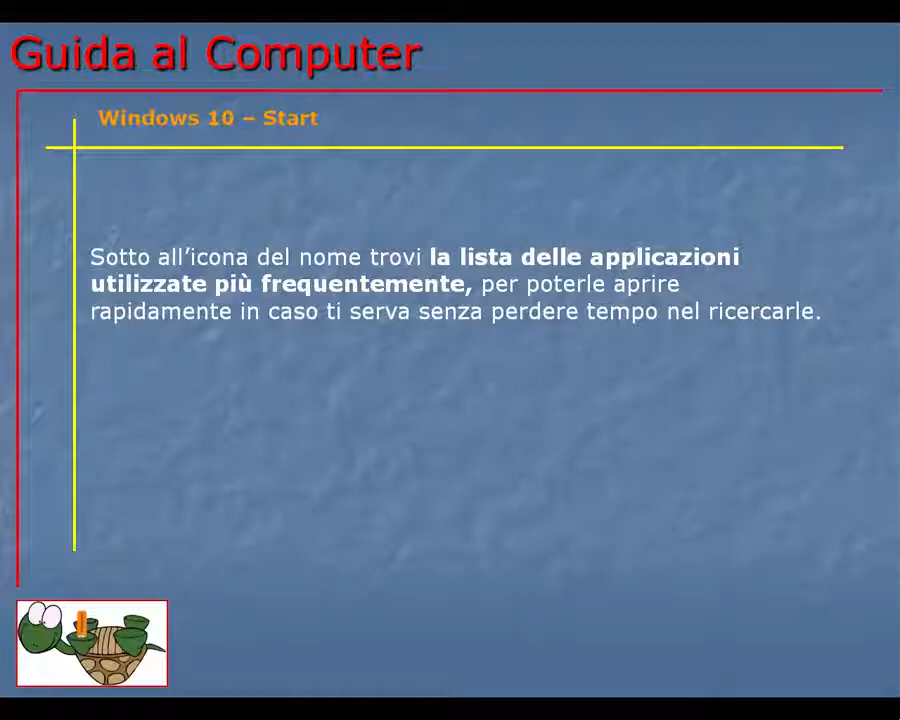 Guida al Computer
Windows 10 – Start
Sotto all’icona del nome trovi la lista delle applicazioni
utilizzate più frequentemente, per poterle aprire
rapidamente in caso ti serva senza perdere tempo nel ricercarle.